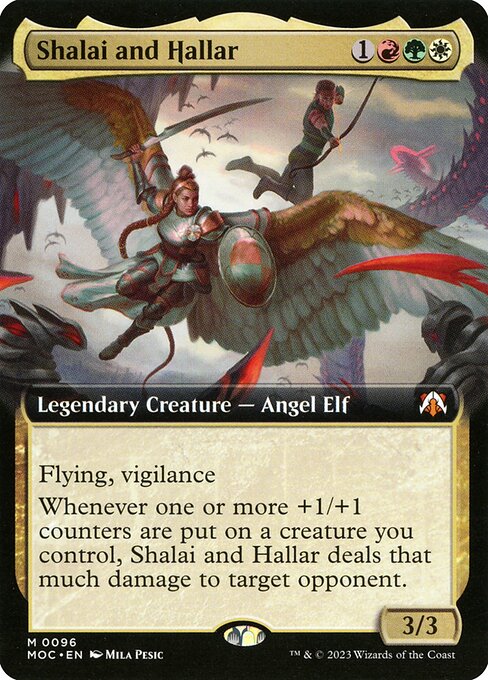 Shalai and Hallar 1
Legendary Creature — Angel Elf
Flying, vigilance
Whenever one or more +1/+1
counters are put on a creature you
control, Shalai and Hallar deals that
much damage to target opponent.
3/3
M 0096
MOC • EN Mila Pesic ™ & © 2023 Wizards of the Coast